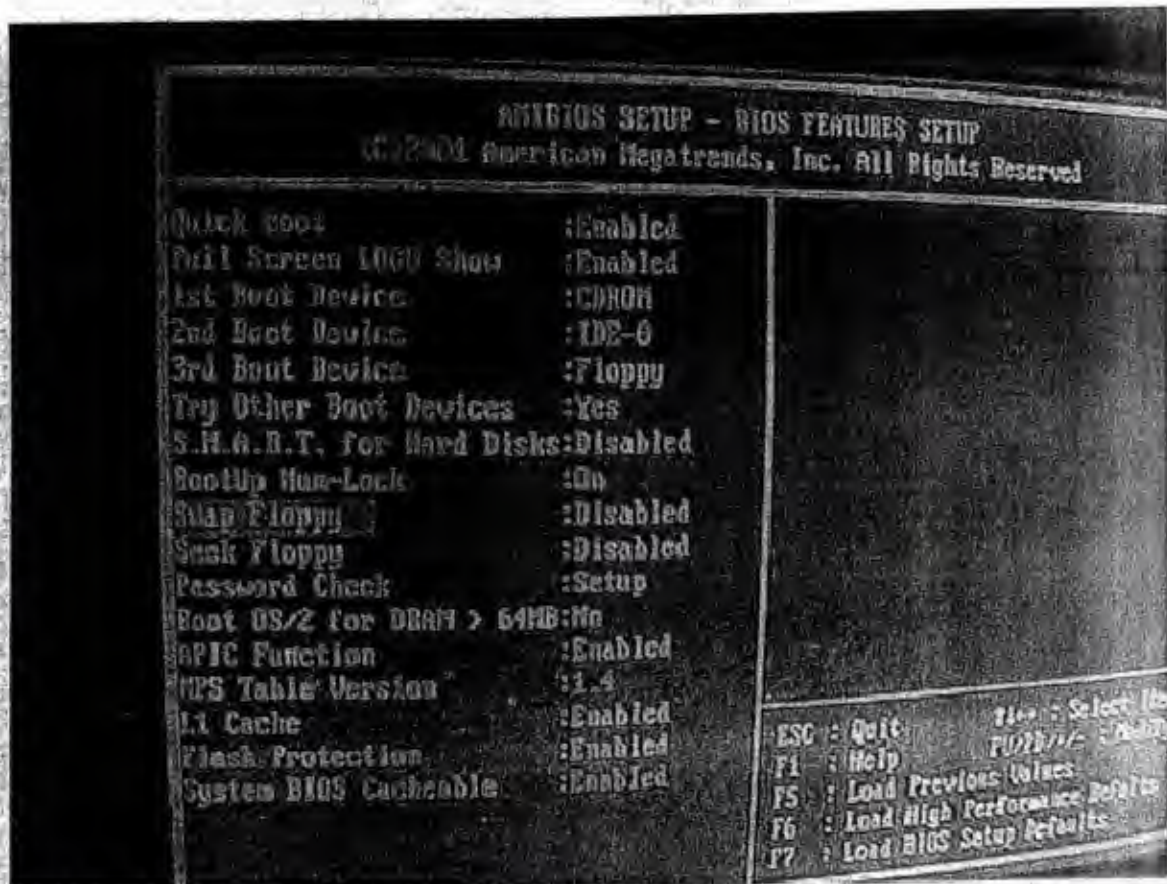 AMIBIOS SETUP - BIOS FEATURES SETUP
American Megatrends, Inc. All Rights Reserved
Quick Boot :Enabled
Full Screen LOGO Show :Enabled
1st Boot Device :CDROM
2nd Boot Device :IDE-0
3rd Boot Device :Floppy
Try Other Boot Devices :Yes
S.M.A.R.T. for Hard Disks:Disabled
BootUp Num-Lock :On
Swap Floppy :Disabled
Seek Floppy :Disabled
Password Check :Setup
Boot OS/2 for DRAM > 64MB:No
APIC Function :Enabled
MPS Table Version :1.4
L1 Cache :Enabled
Flash Protection :Enabled
System BIOS Cacheable :Enabled
ESC : Quit : Select
F1 : Help
F5 : Load Previous Values
F6 : Load High Performance
F7 : Load BIOS Setup Defaults